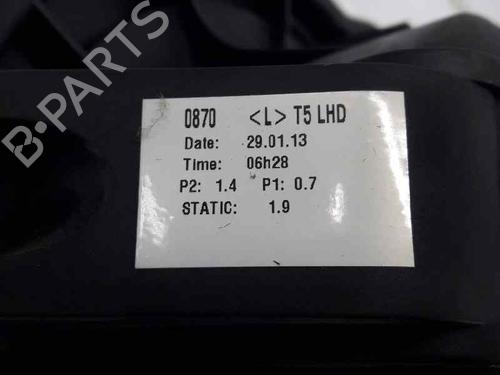 0870 <L> T5 LHD
Date: 29.01.13
Time: 06h28
P2: 1.4 P1: 0.7
STATIC: 1.9
B-PARTS